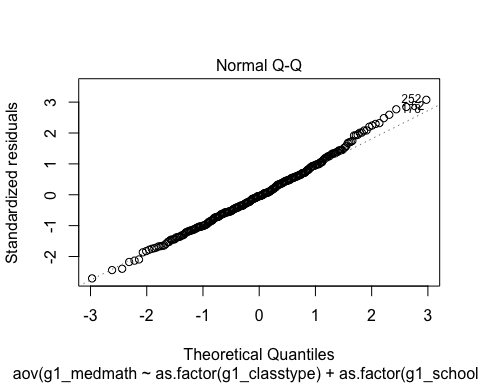 Normal Q-Q
Standardized residuals
3
2
1
0
-1
-2
252
178
-3 -2 -1 0 1 2 3
Theoretical Quantiles
aov(g1_medmath ~ as.factor(g1_classtype) + as.factor(g1_school